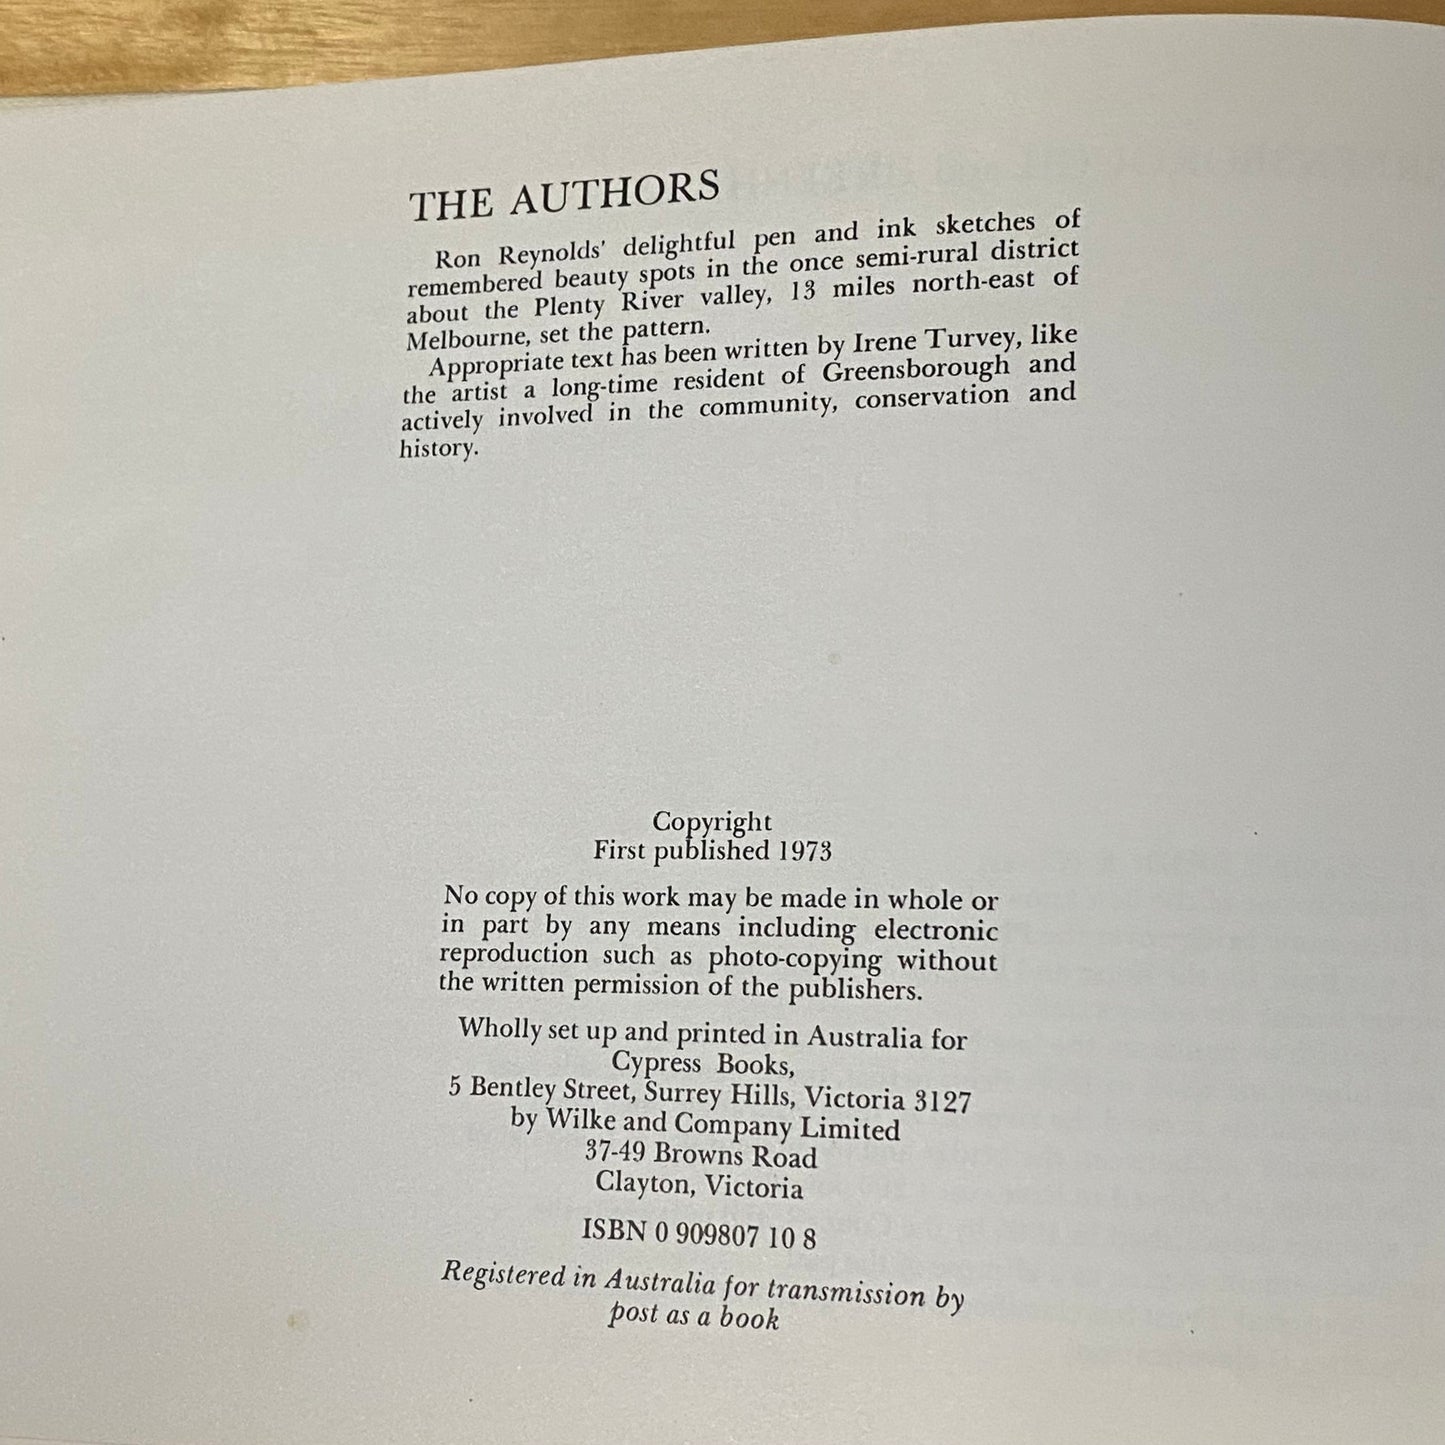 THE AUTHORS
Ron Reynolds' delightful pen and ink sketches of
remembered beauty spots in the once semi-rural district
about the Plenty River valley, 13 miles north-east of
Melbourne, set the pattern.
Appropriate text has been written by Irene Turvey, like
the artist a long-time resident of Greensborough and
actively involved in the community, conservation and
history.
Copyright
First published 1973
No copy of this work may be made in whole or
in part by any means including electronic
reproduction such as photo-copying without
the written permission of the publishers.
Wholly set up and printed in Australia for
Cypress Books,
5 Bentley Street, Surrey Hills, Victoria 3127
by Wilke and Company Limited
37-49 Browns Road
Clayton, Victoria
ISBN 0 909807 10 8
Registered in Australia for transmission by
post as a book